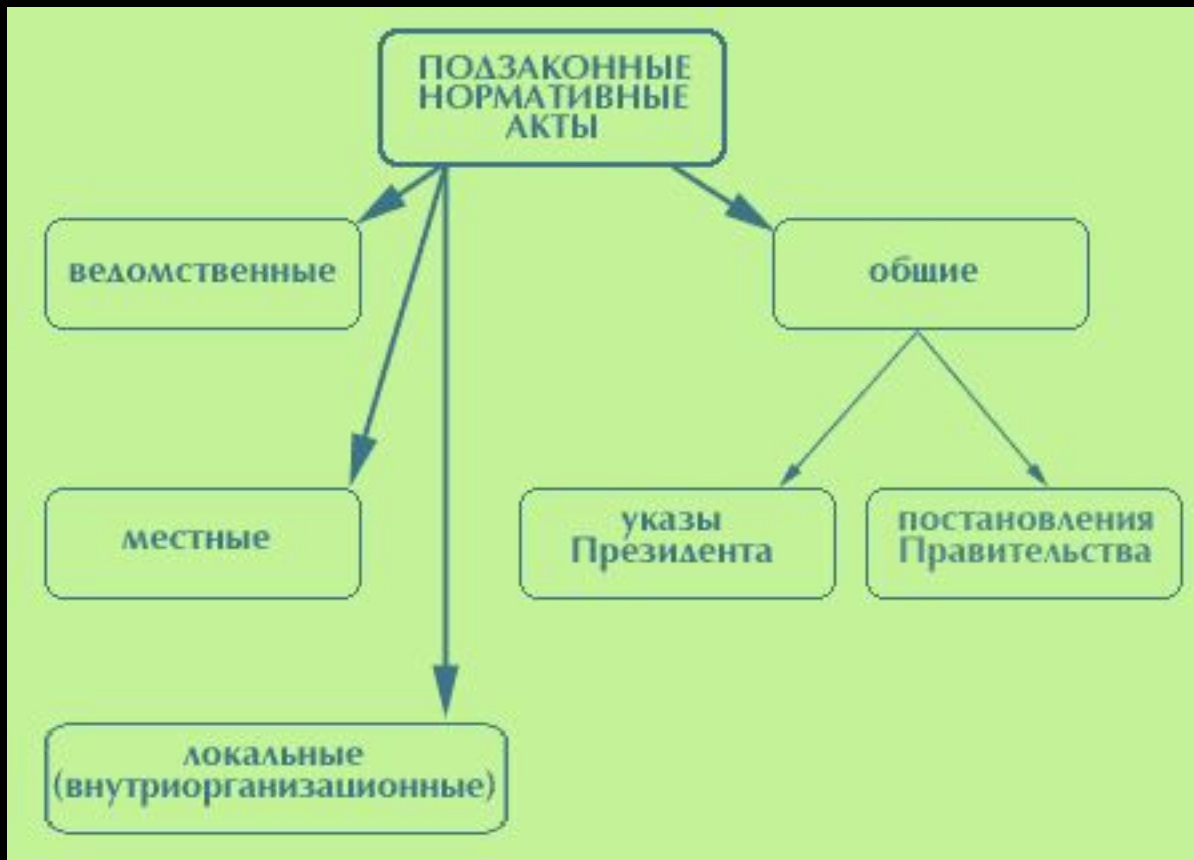 ПОДЗАКОННЫЕ
НОРМАТИВНЫЕ
АКТЫ
ведомственные
общие
местные
указы
Президента
постановления
Правительства
локальные
(внутриорганизационные)